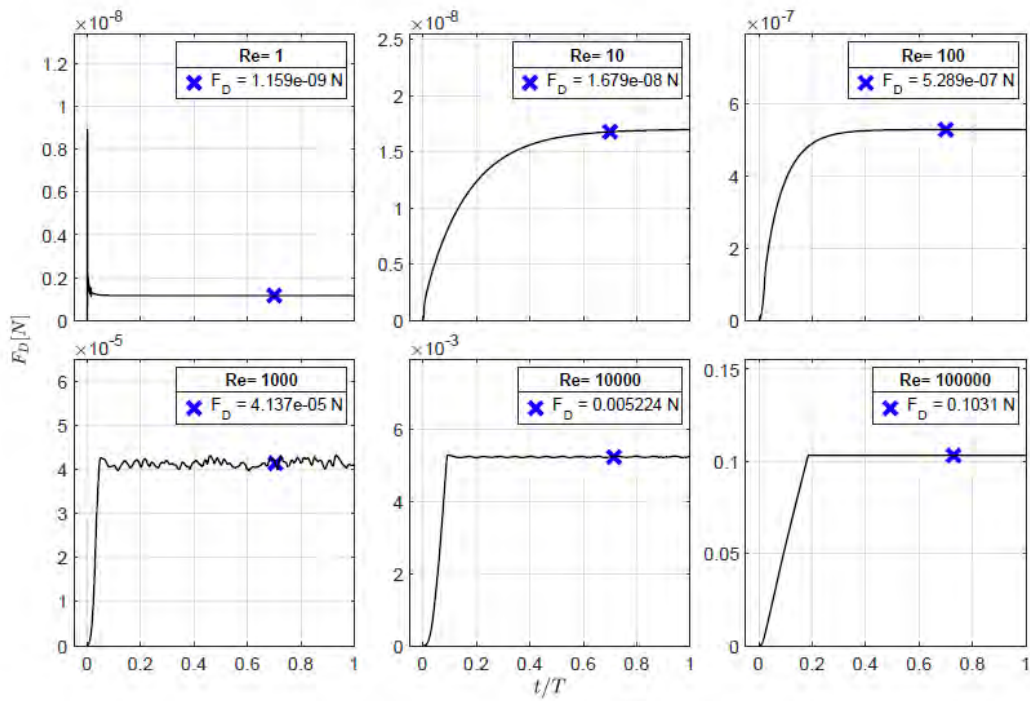 ×10-8
Re= 1
F_D = 1.159e-09 N
1.2
1
0.8
0.6
0.4
0.2
0
×10-8
Re= 10
F_D = 1.679e-08 N
2.5
2
1.5
1
0.5
0
×10-7
Re= 100
F_D = 5.289e-07 N
6
4
2
0
F_D[N]
×10-5
Re= 1000
F_D = 4.137e-05 N
6
5
4
3
2
1
0
0 0.2 0.4 0.6 0.8 1
×10-3
Re= 10000
F_D = 0.005224 N
6
4
2
0
0 0.2 0.4 0.6 0.8 1
Re= 100000
F_D = 0.1031 N
0.15
0.1
0.05
0
0 0.2 0.4 0.6 0.8 1
t/T